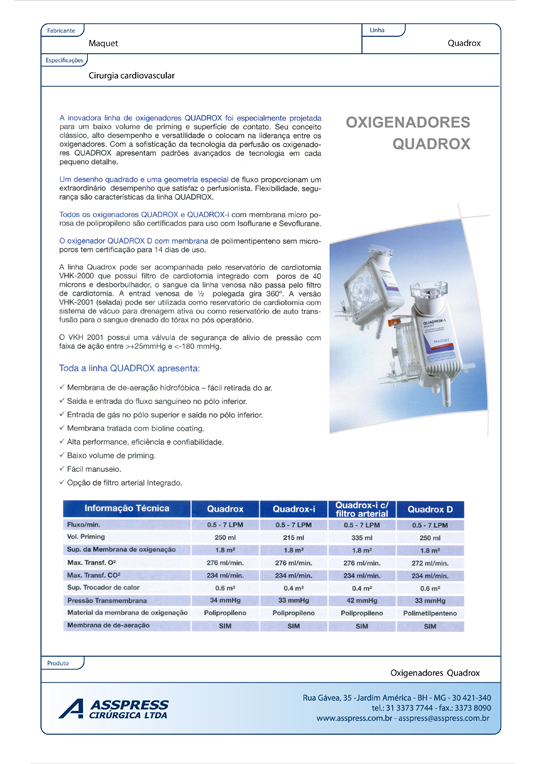 Fabricante
Linha
Maquet
Quadrox
Especificações
Cirurgia cardiovascular
A inovadora linha de oxigenadores QUADROX foi especialmente projetada
para um baixo volume de priming e superfície de contato. Seu conceito
clássico, alto desempenho e versatilidade o colocam na liderança entre os
oxigenadores. Com a sofisticação da tecnologia da perfusão os oxigenado-
res QUADROX apresentam padrões avançados de tecnologia em cada
pequeno detalhe.
OXIGENADORES
QUADROX
Um desenho quadrado e uma geometria especial de fluxo proporcionam um
extraordinário desempenho que satisfaz o perfusionista. Flexibilidade, segu-
rança são características da linha QUADROX.
Todos os oxigenadores QUADROX e QUADROX-i com membrana micro po-
rosa de polipropileno são certificados para uso com Isoflurane e Sevoflurane.
O oxigenador QUADROX D com membrana de polimentipenteno sem micro-
poros tem certificação para 14 dias de uso.
A linha Quadrox pode ser acompanhada pelo reservatório de cardiotomia
VHK-2000 que possui filtro de cardiotomia integrado com poros de 40
microns e desborbulhador, o sangue da linha venosa não passa pelo filtro
de cardiotomia. A entrad venosa de ½ polegada gira 360º. A versão
VHK-2001 (selada) pode ser utilizada como reservatório de cardiotomia com
sistema de vácuo para drenagem ativa ou como reservatório de auto trans-
fusão para o sangue drenado do tórax no pós operatório.
O VKH 2001 possui uma válvula de segurança de alívio de pressão com
faixa de ação entre >+25mmHg e <-180 mmHg.
Toda a linha QUADROX apresenta:
✓ Membrana de de-aeração hidrofóbica – fácil retirada do ar.
✓ Saída e entrada do fluxo sanguineo no pólo inferior.
✓ Entrada de gás no pólo superior e saída no pólo inferior.
✓ Membrana tratada com bioline coating.
✓ Alta performance, eficiência e confiabilidade.
✓ Baixo volume de priming.
✓ Fácil manuseio.
✓ Opção de filtro arterial Integrado.
QUADROX-i
Informação Técnica Quadrox Quadrox-i Quadrox-i c/ filtro arterial Quadrox D
Fluxo/min. 0.5 - 7 LPM 0.5 - 7 LPM 0.5 - 7 LPM 0.5 - 7 LPM
Vol. Priming 250 ml 215 ml 335 ml 250 ml
Sup. da Membrana de oxigenação 1.8 m² 1.8 m² 1.8 m² 1.8 m²
Max. Transf. O² 276 ml/min. 276 ml/min. 276 ml/min. 272 ml/min.
Max. Transf. CO² 234 ml/min. 234 ml/min. 234 ml/min. 234 ml/min.
Sup. Trocador de calor 0.6 m² 0.4 m² 0.4 m² 0.6 m²
Pressão Transmembrana 34 mmHg 33 mmHg 42 mmHg 33 mmHg
Material da membrana de oxigenação Polipropileno Polipropileno Polipropileno Polimetilpenteno
Membrana de de-aeração SIM SIM SIM SIM
Produto
Oxigenadores Quadrox
ASSPRESS
CIRÚRGICA LTDA
Rua Gávea, 35 - Jardim América - BH - MG - 30 421-340
tel.: 31 3373 7744 - fax.: 3373 8090
www.asspress.com.br - asspress@asspress.com.br